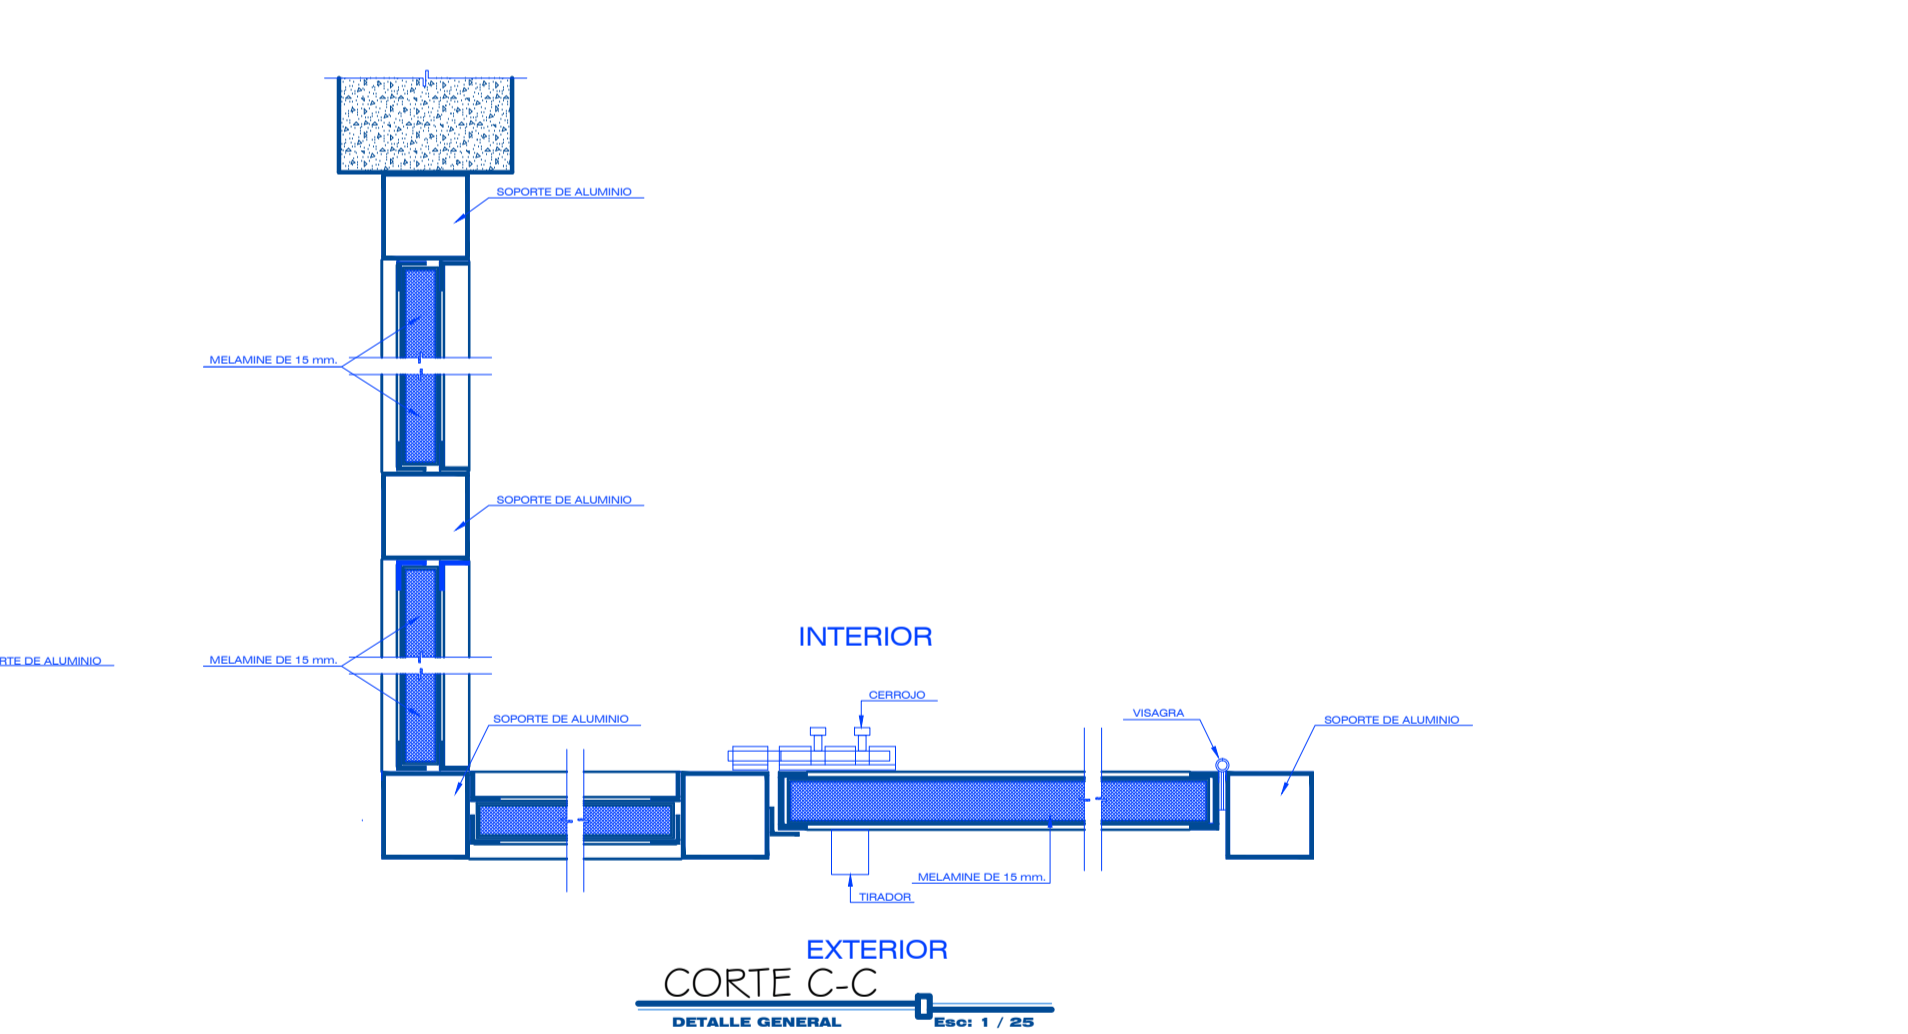 SOPORTE DE ALUMINIO
MELAMINE DE 15 mm.
SOPORTE DE ALUMINIO
INTERIOR
RTE DE ALUMINIO
MELAMINE DE 15 mm.
CERROJO
VISAGRA
SOPORTE DE ALUMINIO
SOPORTE DE ALUMINIO
MELAMINE DE 15 mm.
TIRADOR
EXTERIOR
CORTE C-C
DETALLE GENERAL
Esc: 1 / 25